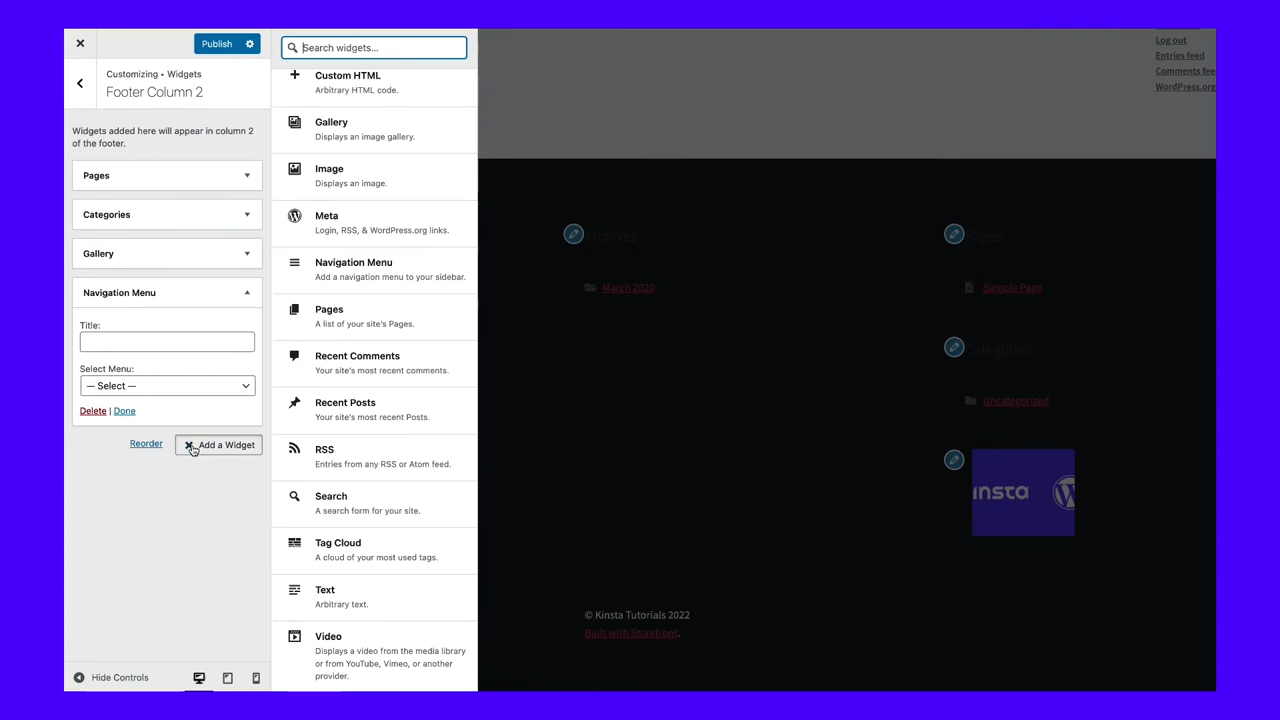 Publish
Customizing • Widgets
Footer Column 2
Widgets added here will appear in column 2
of the footer.
Pages
Categories
Gallery
Navigation Menu
Title:
Select Menu:
— Select —
Delete | Done
Reorder
Add a Widget
Hide Controls
Search widgets...
Custom HTML
Arbitrary HTML code.
Gallery
Displays an image gallery.
Image
Displays an image.
Meta
Login, RSS, & WordPress.org links.
Navigation Menu
Add a navigation menu to your sidebar.
Pages
A list of your site's Pages.
Recent Comments
Your site's most recent comments.
Recent Posts
Your site's most recent Posts.
RSS
Entries from any RSS or Atom feed.
Search
A search form for your site.
Tag Cloud
A cloud of your most used tags.
Text
Arbitrary text.
Video
Displays a video from the media library
or from YouTube, Vimeo, or another
provider.
Log out
Entries feed
Comments fee
WordPress.org
Archives
March 2020
Pages
Sample Page
Categories
Uncategorized
insta
© Kinsta Tutorials 2022
Built with Storefront.